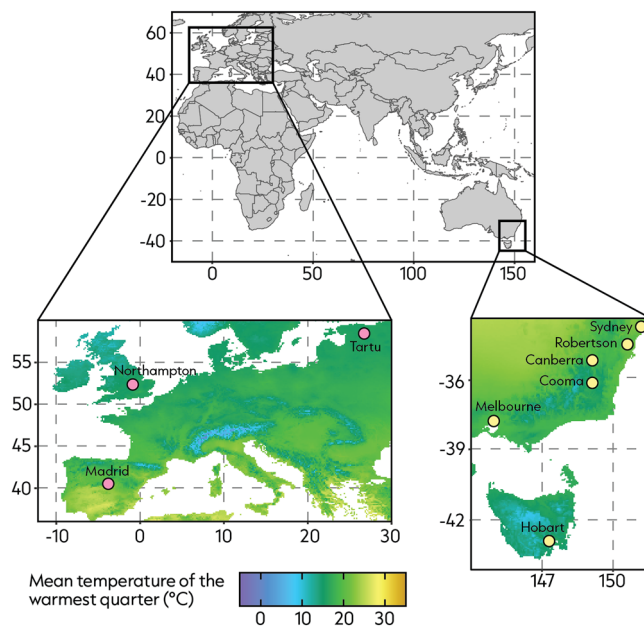 60
40
20
0
-20
-40
0
50
100
150
55
50
45
40
-10
0
10
20
30
Tartu
Northampton
Madrid
Sydney
Robertson
Canberra
Cooma
Melbourne
Hobart
-36
-39
-42
147
150
Mean temperature of the
warmest quarter (°C)
0
10
20
30